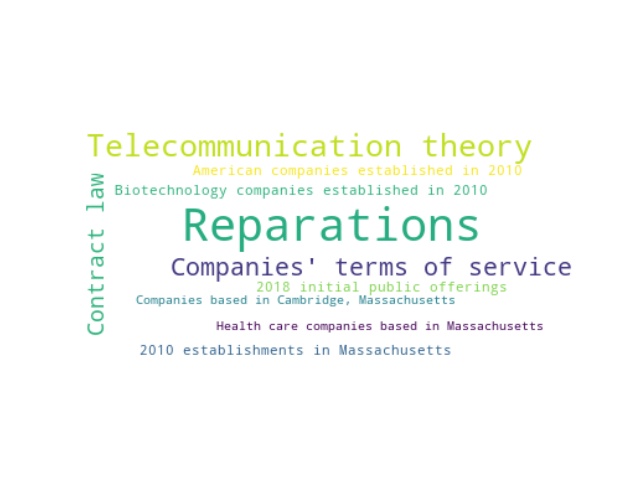 Telecommunication theory
American companies established in 2010
Contract law
Biotechnology companies established in 2010
Reparations
Companies' terms of service
2018 initial public offerings
Companies based in Cambridge, Massachusetts
Health care companies based in Massachusetts
2010 establishments in Massachusetts